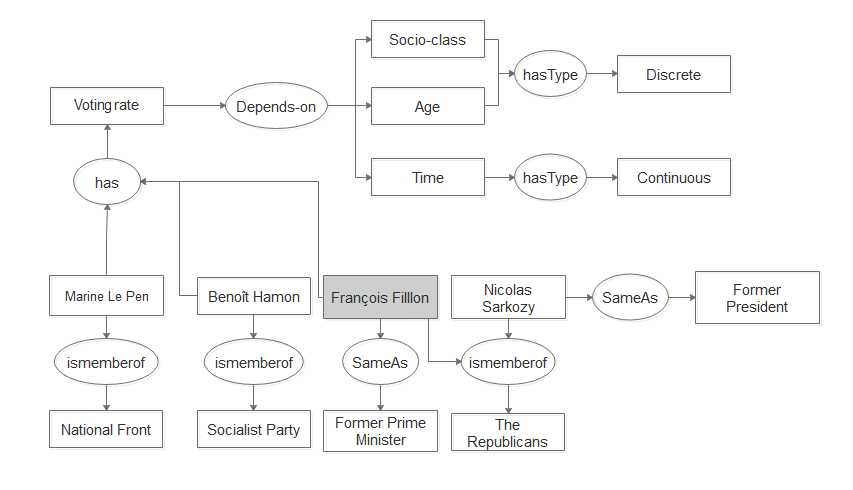 Socio-class
hasType
Discrete
Voting rate
Depends-on
Age
has
Time
hasType
Continuous
Marine Le Pen
Benoît Hamon
François Filllon
Nicolas
Sarkozy
SameAs
Former
President
ismemberof
ismemberof
SameAs
ismemberof
National Front
Socialist Party
Former Prime
Minister
The
Republicans